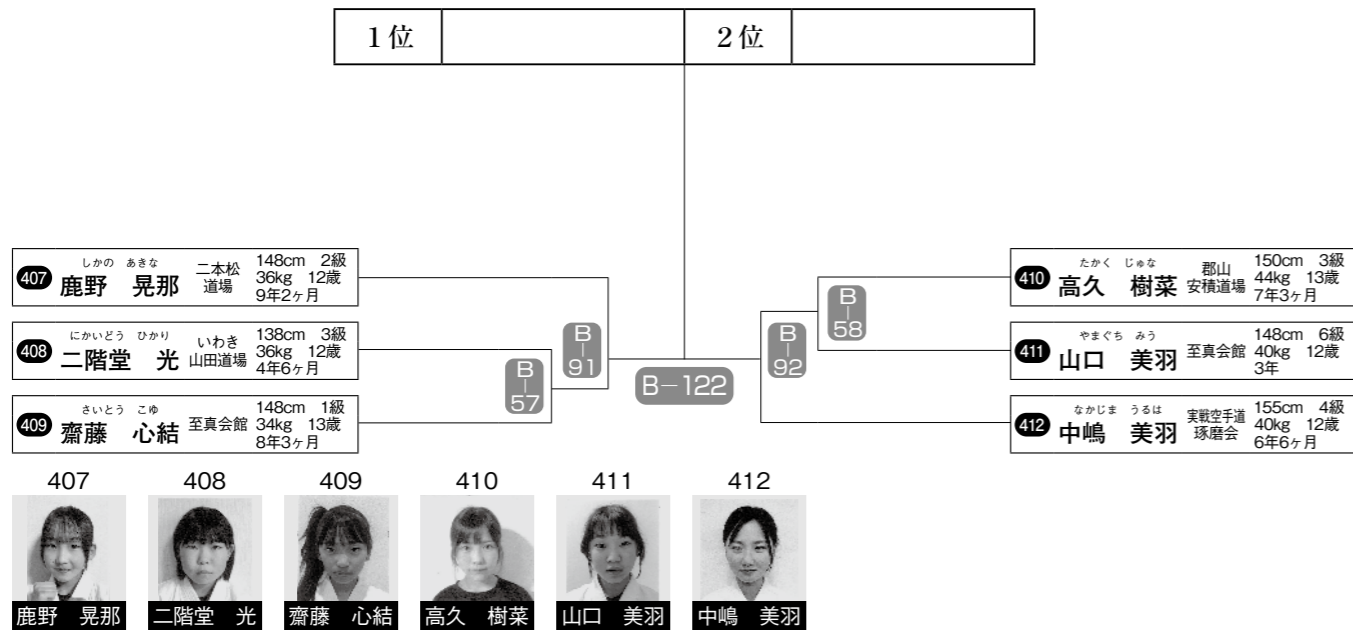 1位 2位
しかの あきな
407 鹿野 晃那 二本松道場 148cm 2級
36kg 12歳
9年2ヶ月
にかいどう ひかり
408 二階堂 光 いわき山田道場 138cm 3級
36kg 12歳
4年6ヶ月
さいとう こゆ
409 齋藤 心結 至真会館 148cm 1級
34kg 13歳
8年3ヶ月
B-57
B-91
B-122
B-92
B-58
たかく じゅな
410 高久 樹菜 郡山安積道場 150cm 3級
44kg 13歳
7年3ヶ月
やまぐち みう
411 山口 美羽 至真会館 148cm 6級
40kg 12歳
3年
なかじま うるは
412 中嶋 美羽 実戦空手道琢磨会 155cm 4級
40kg 12歳
6年6ヶ月
407 408 409 410 411 412
鹿野 晃那 二階堂 光 齋藤 心結 高久 樹菜 山口 美羽 中嶋 美羽